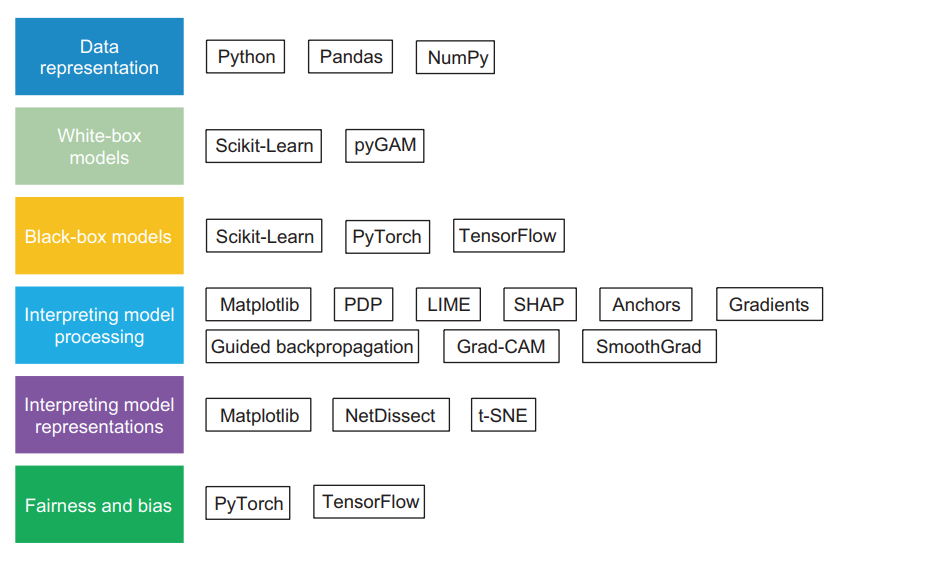 Data
representation
Python Pandas NumPy
White-box
models
Scikit-Learn pyGAM
Black-box models
Scikit-Learn PyTorch TensorFlow
Interpreting model
processing
Matplotlib PDP LIME SHAP Anchors Gradients
Guided backpropagation Grad-CAM SmoothGrad
Interpreting model
representations
Matplotlib NetDissect t-SNE
Fairness and bias
PyTorch TensorFlow